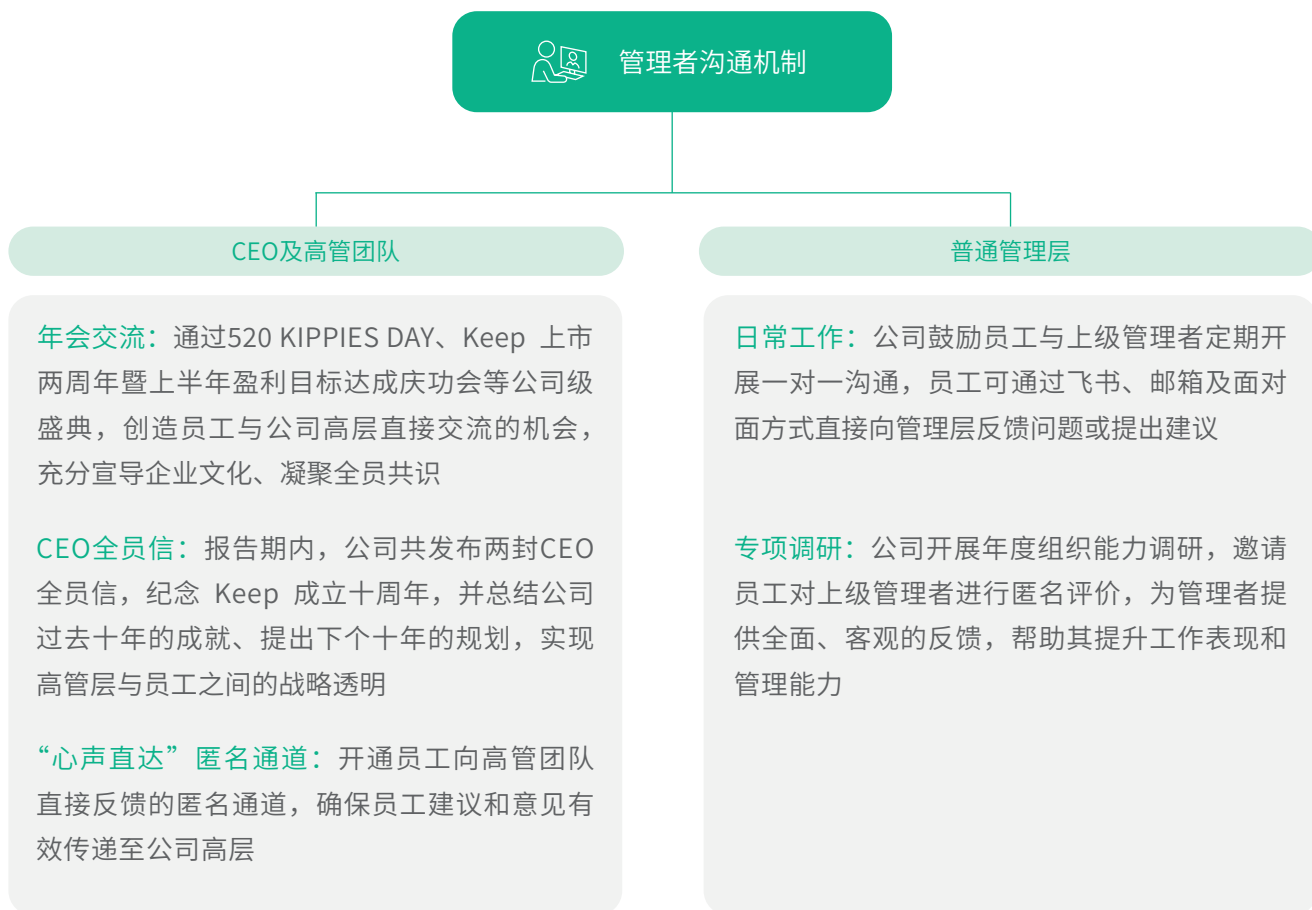 管理者沟通机制
CEO及高管团队
年会交流：通过520 KIPPIES DAY、Keep 上市
两周年暨上半年盈利目标达成庆功会等公司级
盛典，创造员工与公司高层直接交流的机会，
充分宣导企业文化、凝聚全员共识
CEO全员信：报告期内，公司共发布两封CEO
全员信，纪念 Keep 成立十周年，并总结公司
过去十年的成就、提出下个十年的规划，实现
高管层与员工之间的战略透明
“心声直达”匿名通道：开通员工向高管团队
直接反馈的匿名通道，确保员工建议和意见有
效传递至公司高层
普通管理层
日常工作：公司鼓励员工与上级管理者定期开
展一对一沟通，员工可通过飞书、邮箱及面对
面方式直接向管理层反馈问题或提出建议
专项调研：公司开展年度组织能力调研，邀请
员工对上级管理者进行匿名评价，为管理者提
供全面、客观的反馈，帮助其提升工作表现和
管理能力